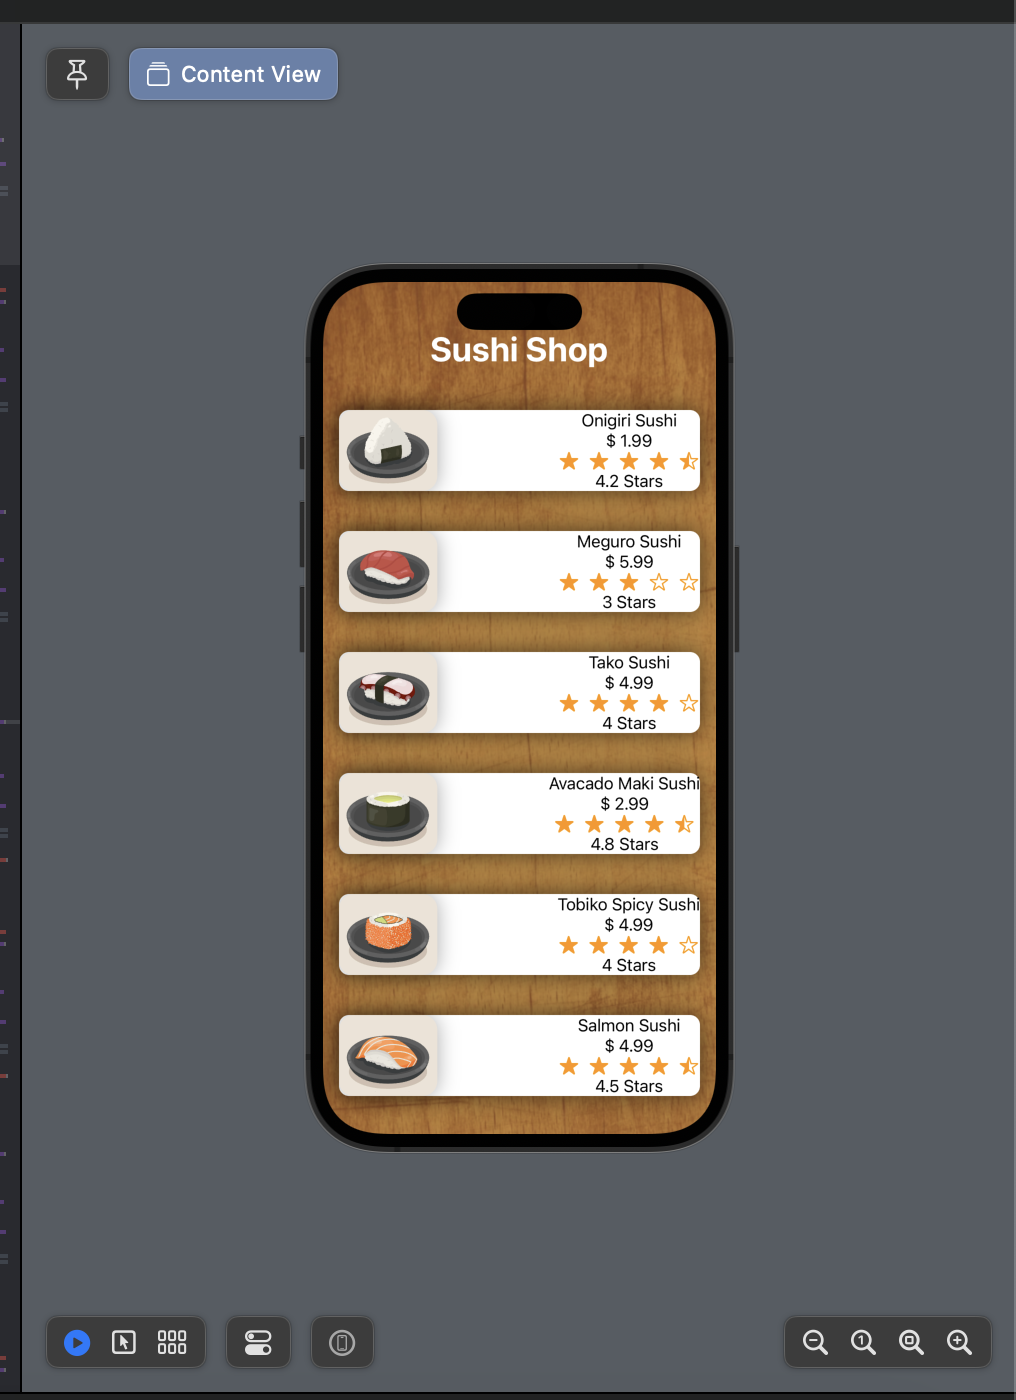 Content View
Sushi Shop
Onigiri Sushi
$ 1.99
4.2 Stars
Meguro Sushi
$ 5.99
3 Stars
Tako Sushi
$ 4.99
4 Stars
Avacado Maki Sushi
$ 2.99
4.8 Stars
Tobiko Spicy Sushi
$ 4.99
4 Stars
Salmon Sushi
$ 4.99
4.5 Stars
1